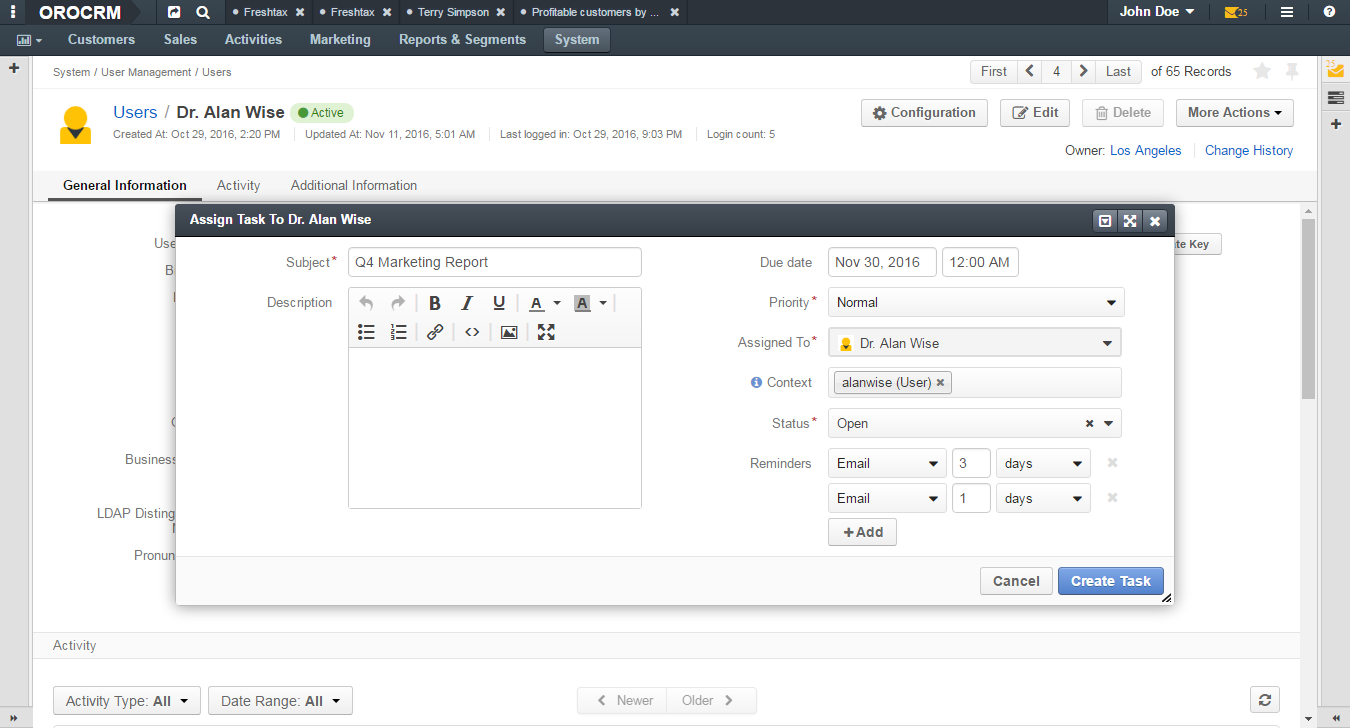 OROCRM
Freshtax
Freshtax
Terry Simpson
Profitable customers by ...
John Doe
25
Customers
Sales
Activities
Marketing
Reports & Segments
System
System / User Management / Users
First
4
Last
of 65 Records
25
Users / Dr. Alan Wise
Active
Configuration
Edit
Delete
More Actions
Created At: Oct 29, 2016, 2:20 PM
Updated At: Nov 11, 2016, 5:01 AM
Last logged in: Oct 29, 2016, 9:03 PM
Login count: 5
Owner: Los Angeles
Change History
General Information
Activity
Additional Information
Assign Task To Dr. Alan Wise
Subject*
Q4 Marketing Report
Due date
Nov 30, 2016
12:00 AM
Key
Description
B I U A A
Priority*
Normal
Assigned To*
Dr. Alan Wise
Context
alanwise (User)
Status*
Open
Business
Reminders
Email
3
days
Email
1
days
LDAP
+Add
Cancel
Create Task
Activity
Activity Type: All
Date Range: All
Newer
Older